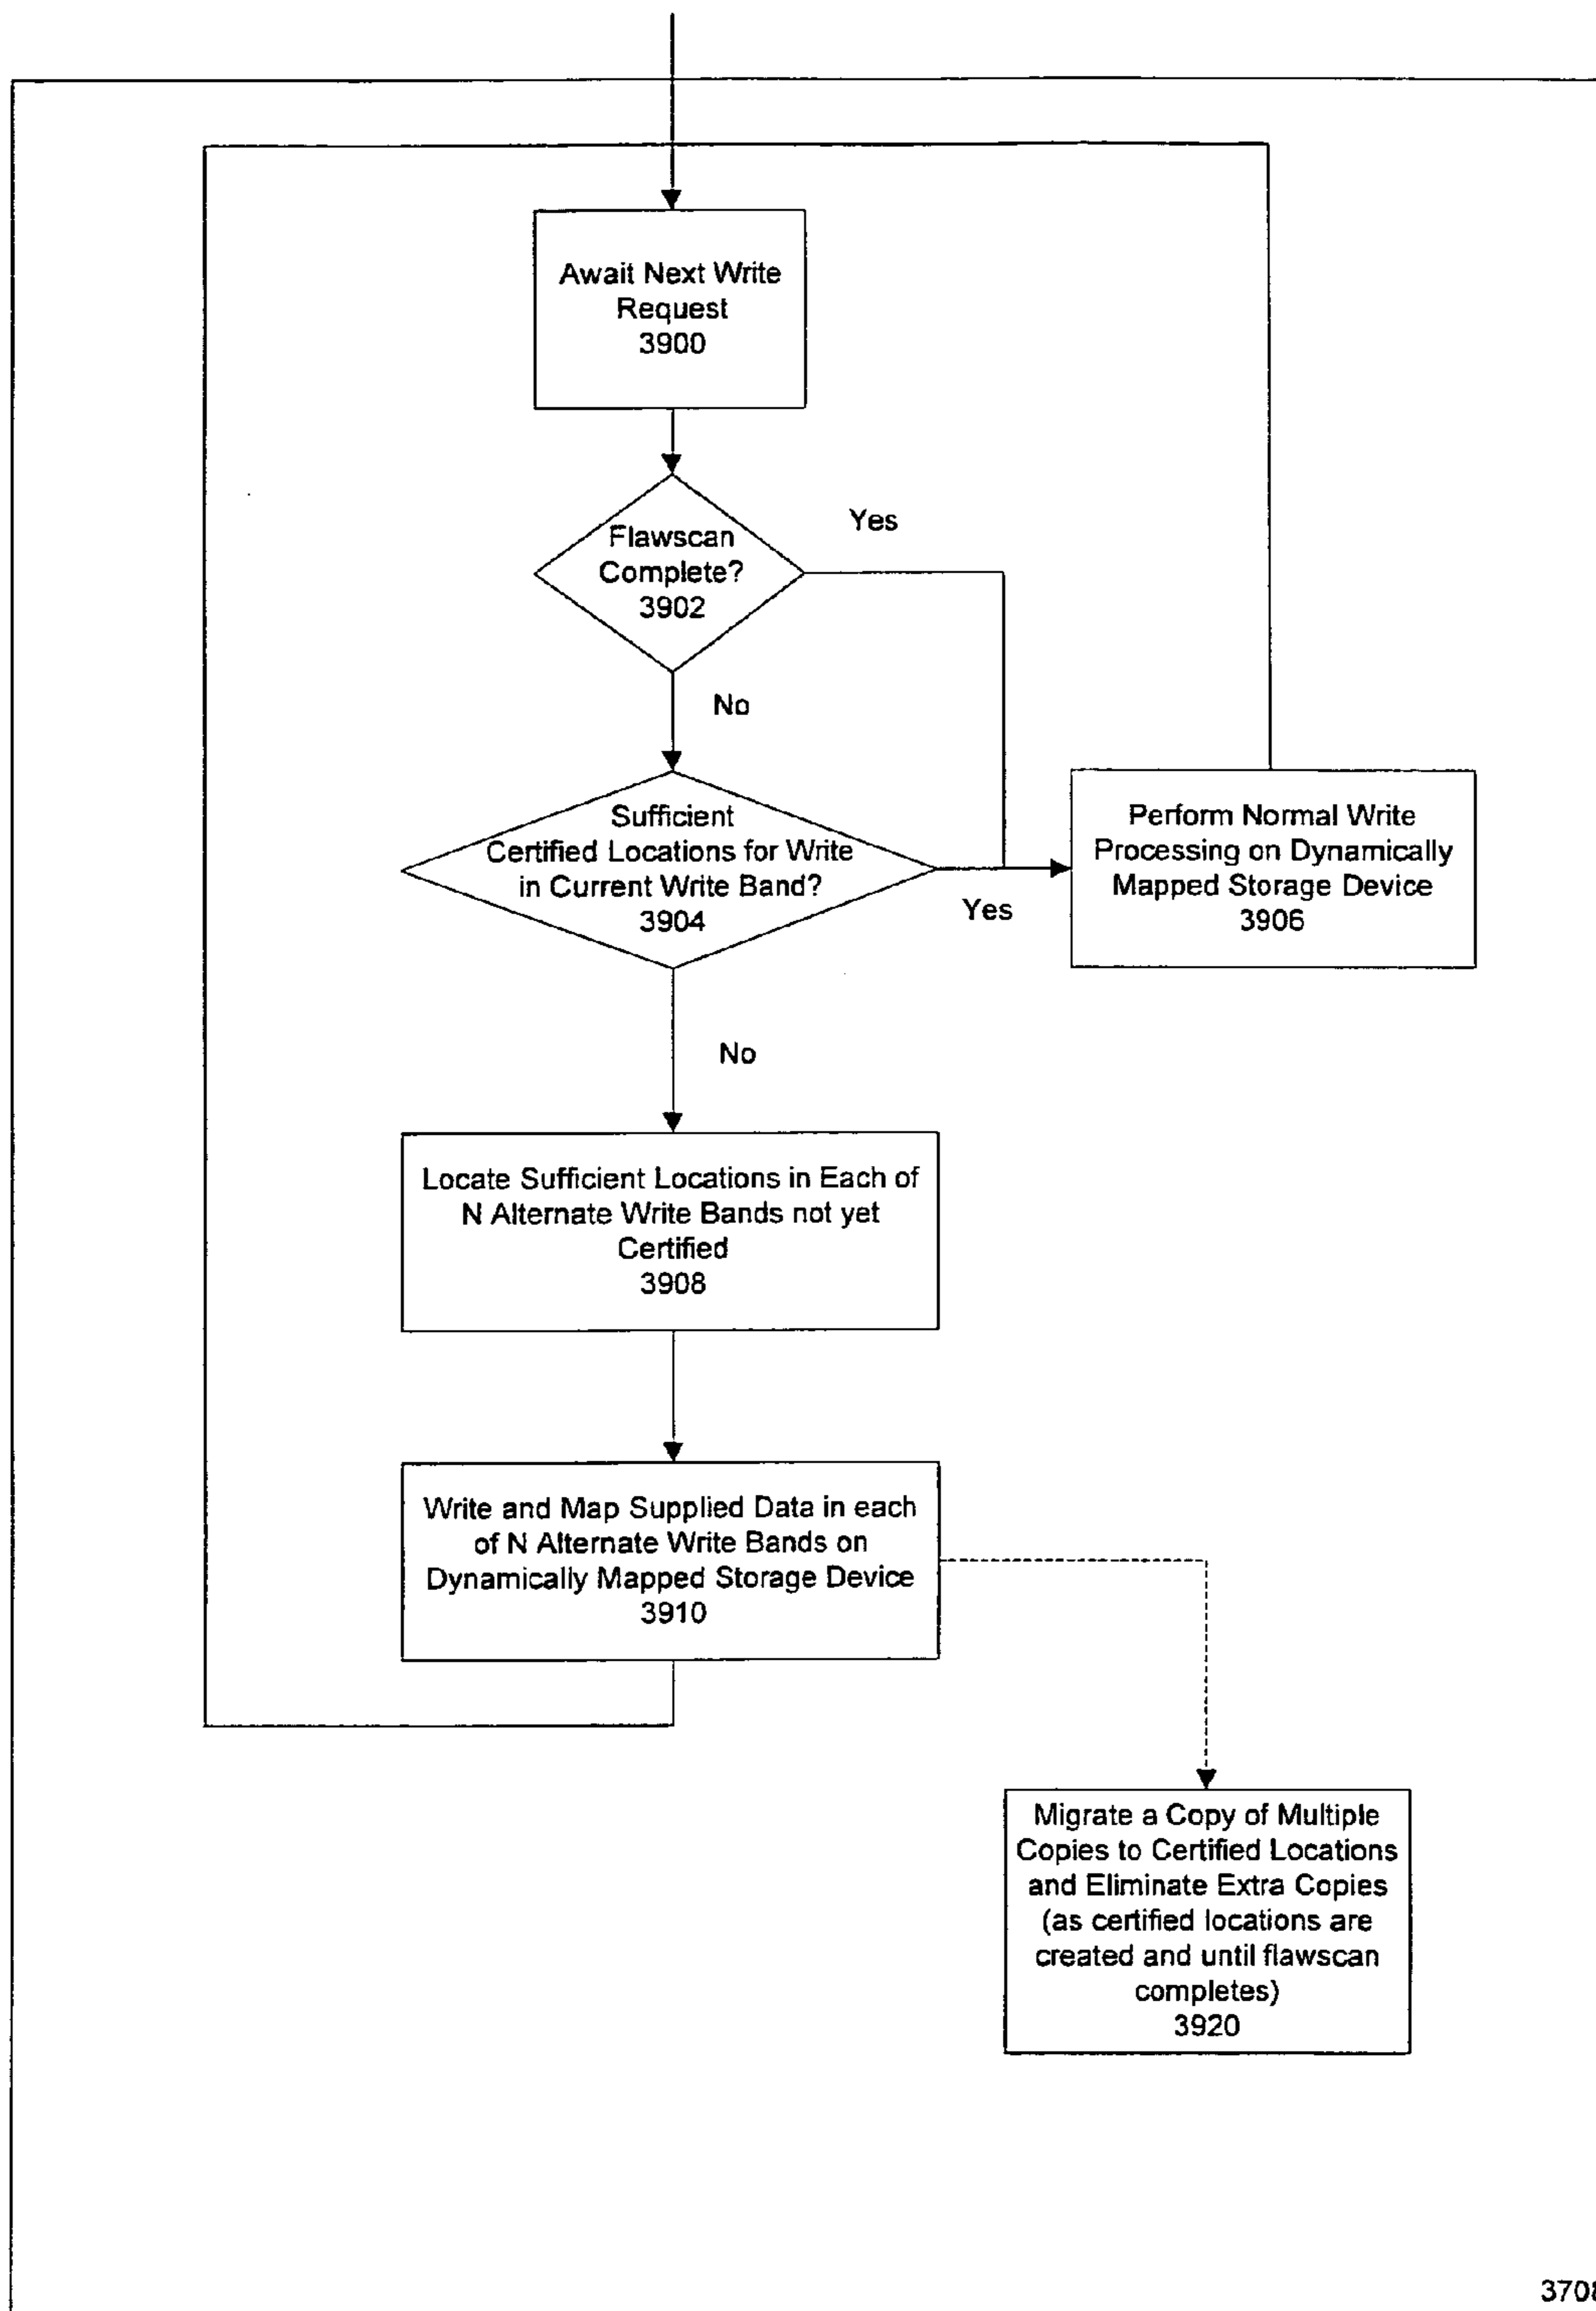 Await Next Write
Request
3900
Flawscan
Complete?
3902
Yes
No
Sufficient
Certified Locations for Write
in Current Write Band?
3904
Yes
Perform Normal Write
Processing on Dynamically
Mapped Storage Device
3906
No
Locate Sufficient Locations in Each of
N Alternate Write Bands not yet
Certified
3908
Write and Map Supplied Data in each
of N Alternate Write Bands on
Dynamically Mapped Storage Device
3910
Migrate a Copy of Multiple
Copies to Certified Locations
and Eliminate Extra Copies
(as certified locations are
created and until flawscan
completes)
3920
3708